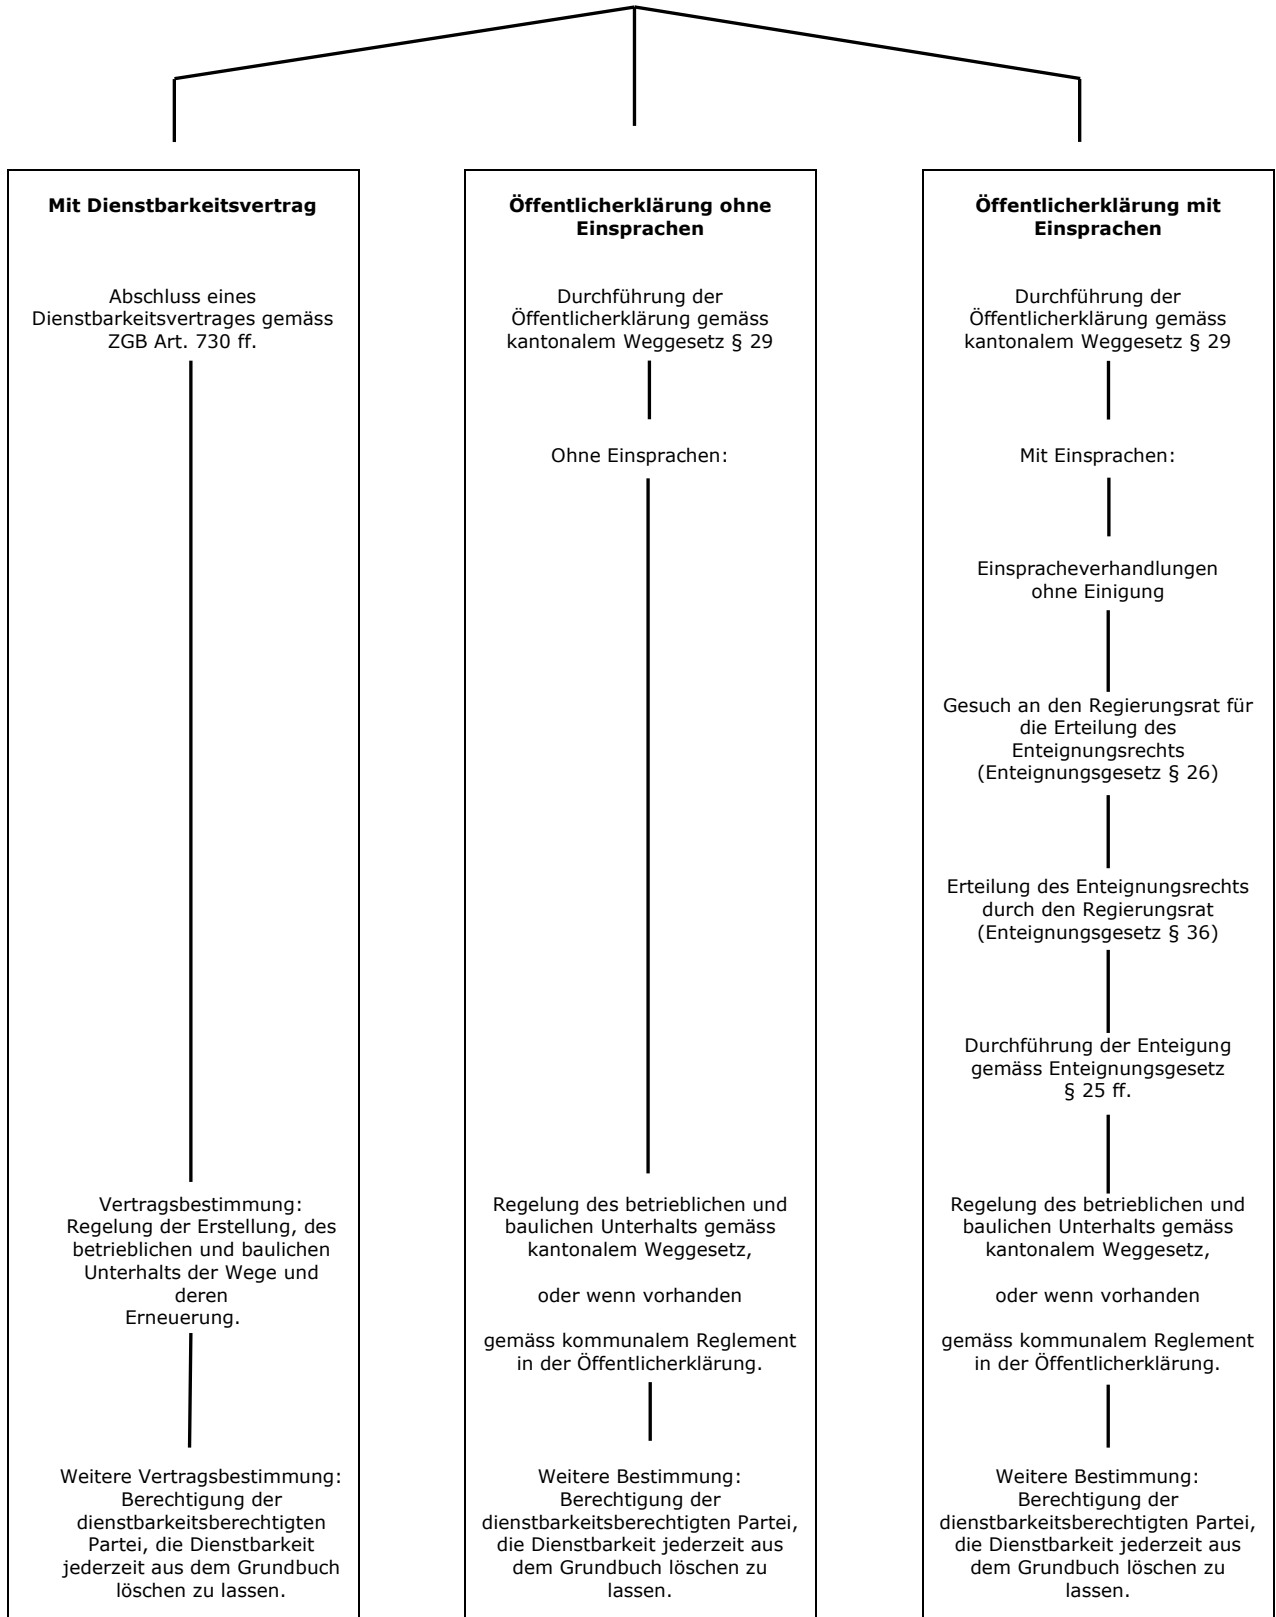 Mit Dienstbarkeitsvertrag
Abschluss eines
Dienstbarkeitsvertrages gemäss
ZGB Art. 730 ff.
Vertragsbestimmung:
Regelung der Erstellung, des
betrieblichen und baulichen
Unterhalts der Wege und
deren
Erneuerung.
Weitere Vertragsbestimmung:
Berechtigung der
dienstbarkeitsberechtigten
Partei, die Dienstbarkeit
jederzeit aus dem Grundbuch
löschen zu lassen.
Öffentlicherklärung ohne
Einsprachen
Durchführung der
Öffentlicherklärung gemäss
kantonalem Weggesetz § 29
Ohne Einsprachen:
Regelung des betrieblichen und
baulichen Unterhalts gemäss
kantonalem Weggesetz,
oder wenn vorhanden
gemäss kommunalem Reglement
in der Öffentlicherklärung.
Weitere Bestimmung:
Berechtigung der
dienstbarkeitsberechtigten Partei,
die Dienstbarkeit jederzeit aus
dem Grundbuch löschen zu
lassen.
Öffentlicherklärung mit
Einsprachen
Durchführung der
Öffentlicherklärung gemäss
kantonalem Weggesetz § 29
Mit Einsprachen:
Einspracheverhandlungen
ohne Einigung
Gesuch an den Regierungsrat für
die Erteilung des
Enteignungsrechts
(Enteignungsgesetz § 26)
Erteilung des Enteignungsrechts
durch den Regierungsrat
(Enteignungsgesetz § 36)
Durchführung der Enteigung
gemäss Enteignungsgesetz
§ 25 ff.
Regelung des betrieblichen und
baulichen Unterhalts gemäss
kantonalem Weggesetz,
oder wenn vorhanden
gemäss kommunalem Reglement
in der Öffentlicherklärung.
Weitere Bestimmung:
Berechtigung der
dienstbarkeitsberechtigten Partei,
die Dienstbarkeit jederzeit aus
dem Grundbuch löschen zu
lassen.